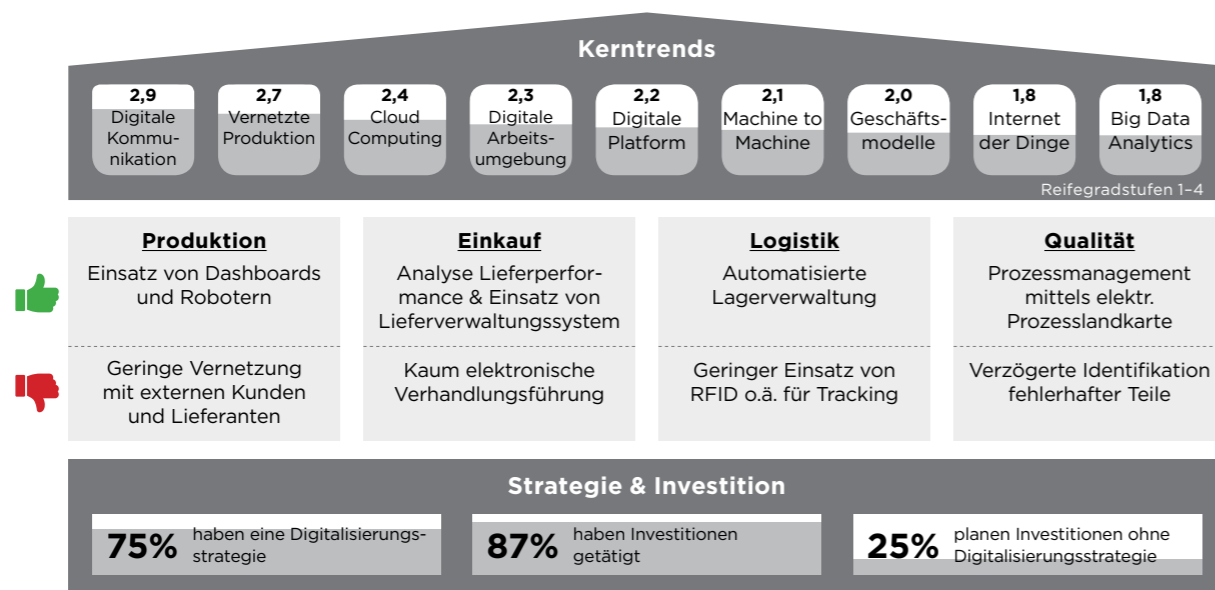 Kerntrends
2,9
Digitale
Kommu-
nikation
2,7
Vernetzte
Produktion
2,4
Cloud
Computing
2,3
Digitale
Arbeits-
umgebung
2,2
Digitale
Platform
2,1
Machine to
Machine
2,0
Geschäfts-
modelle
1,8
Internet
der Dinge
1,8
Big Data
Analytics
Reifegradstufen 1–4
Produktion
Einsatz von Dashboards
und Robotern
Geringe Vernetzung
mit externen Kunden
und Lieferanten
Einkauf
Analyse Lieferperfor-
mance & Einsatz von
Lieferverwaltungssystem
Kaum elektronische
Verhandlungsführung
Logistik
Automatisierte
Lagerverwaltung
Geringer Einsatz von
RFID o.ä. für Tracking
Qualität
Prozessmanagement
mittels elektr.
Prozesslandkarte
Verzögerte Identifikation
fehlerhafter Teile
Strategie & Investition
75% haben eine Digitalisierungs-
strategie
87% haben Investitionen
getätigt
25% planen Investitionen ohne
Digitalisierungsstrategie